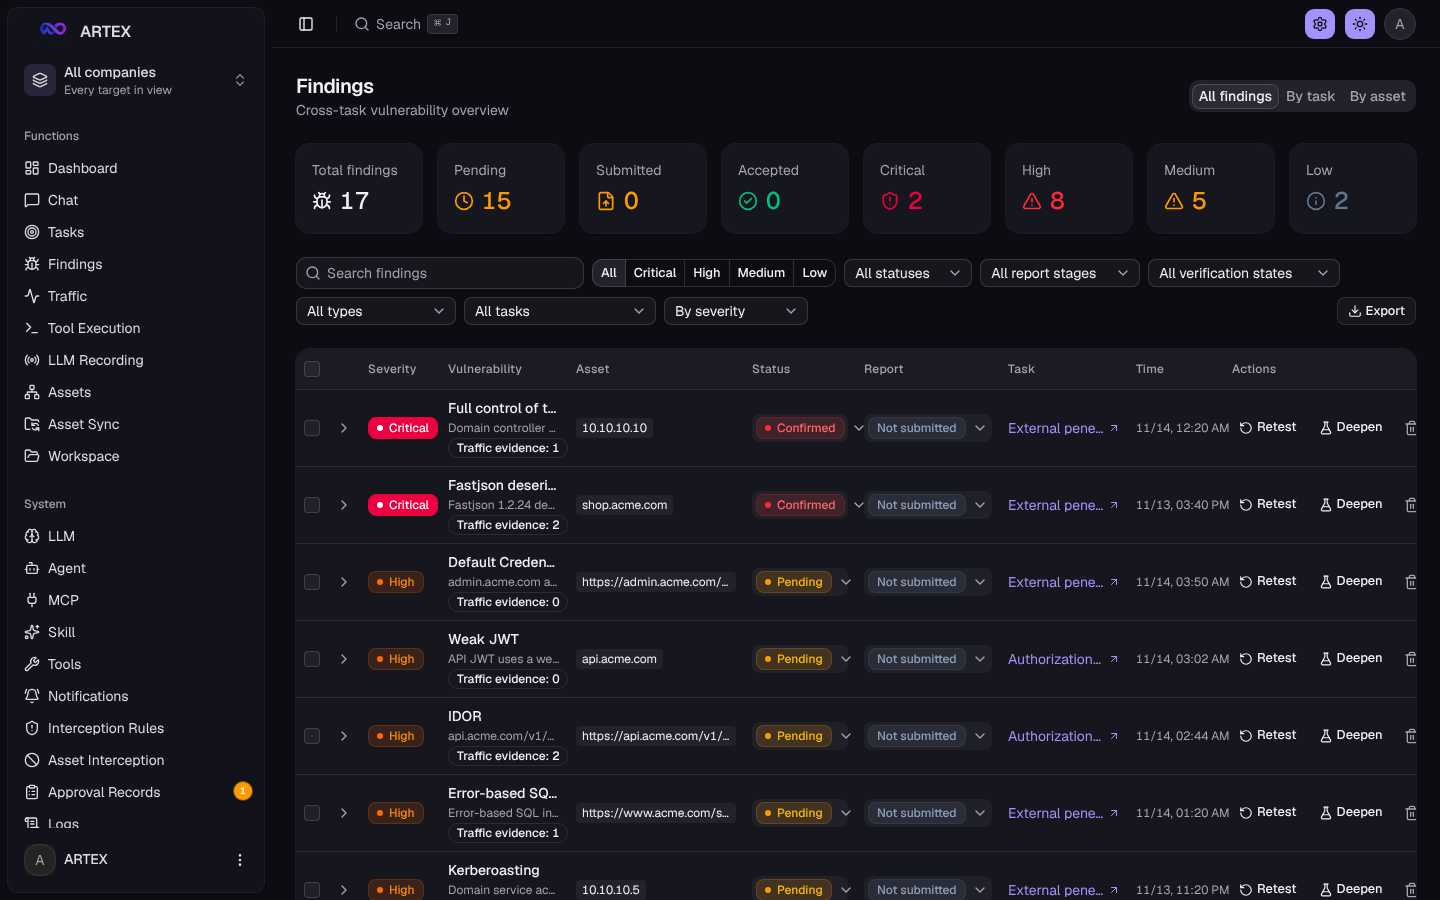 ARTEX
All companies
Every target in view
Functions
Dashboard
Chat
Tasks
Findings
Traffic
Tool Execution
LLM Recording
Assets
Asset Sync
Workspace
System
LLM
Agent
MCP
Skill
Tools
Notifications
Interception Rules
Asset Interception
Approval Records 1
Logs
A ARTEX
Search ⌘ J
A
Findings
Cross-task vulnerability overview
All findings By task By asset
Total findings 17
Pending 15
Submitted 0
Accepted 0
Critical 2
High 8
Medium 5
Low 2
Search findings All Critical High Medium Low All statuses All report stages All verification states
All types All tasks By severity Export
Severity Vulnerability Asset Status Report Task Time Actions
Full control of t...
Critical Domain controller ... 10.10.10.10 Confirmed Not submitted External pene... 11/14, 12:20 AM Retest Deepen
Traffic evidence: 1
Fastjson deseri...
Critical Fastjson 1.2.24 de... shop.acme.com Confirmed Not submitted External pene... 11/13, 03:40 PM Retest Deepen
Traffic evidence: 2
Default Creden...
High admin.acme.com a... https://admin.acme.com/... Pending Not submitted External pene... 11/14, 03:50 AM Retest Deepen
Traffic evidence: 0
Weak JWT
High API JWT uses a we... api.acme.com Pending Not submitted Authorization... 11/14, 03:02 AM Retest Deepen
Traffic evidence: 0
IDOR
High api.acme.com/v1/... https://api.acme.com/v1/... Pending Not submitted Authorization... 11/14, 02:44 AM Retest Deepen
Traffic evidence: 2
Error-based SQ...
High Error-based SQL in... https://www.acme.com/s... Pending Not submitted External pene... 11/14, 01:20 AM Retest Deepen
Traffic evidence: 1
Kerberoasting
High Domain service ac... 10.10.10.5 Pending Not submitted External pene... 11/13, 11:20 PM Retest Deepen